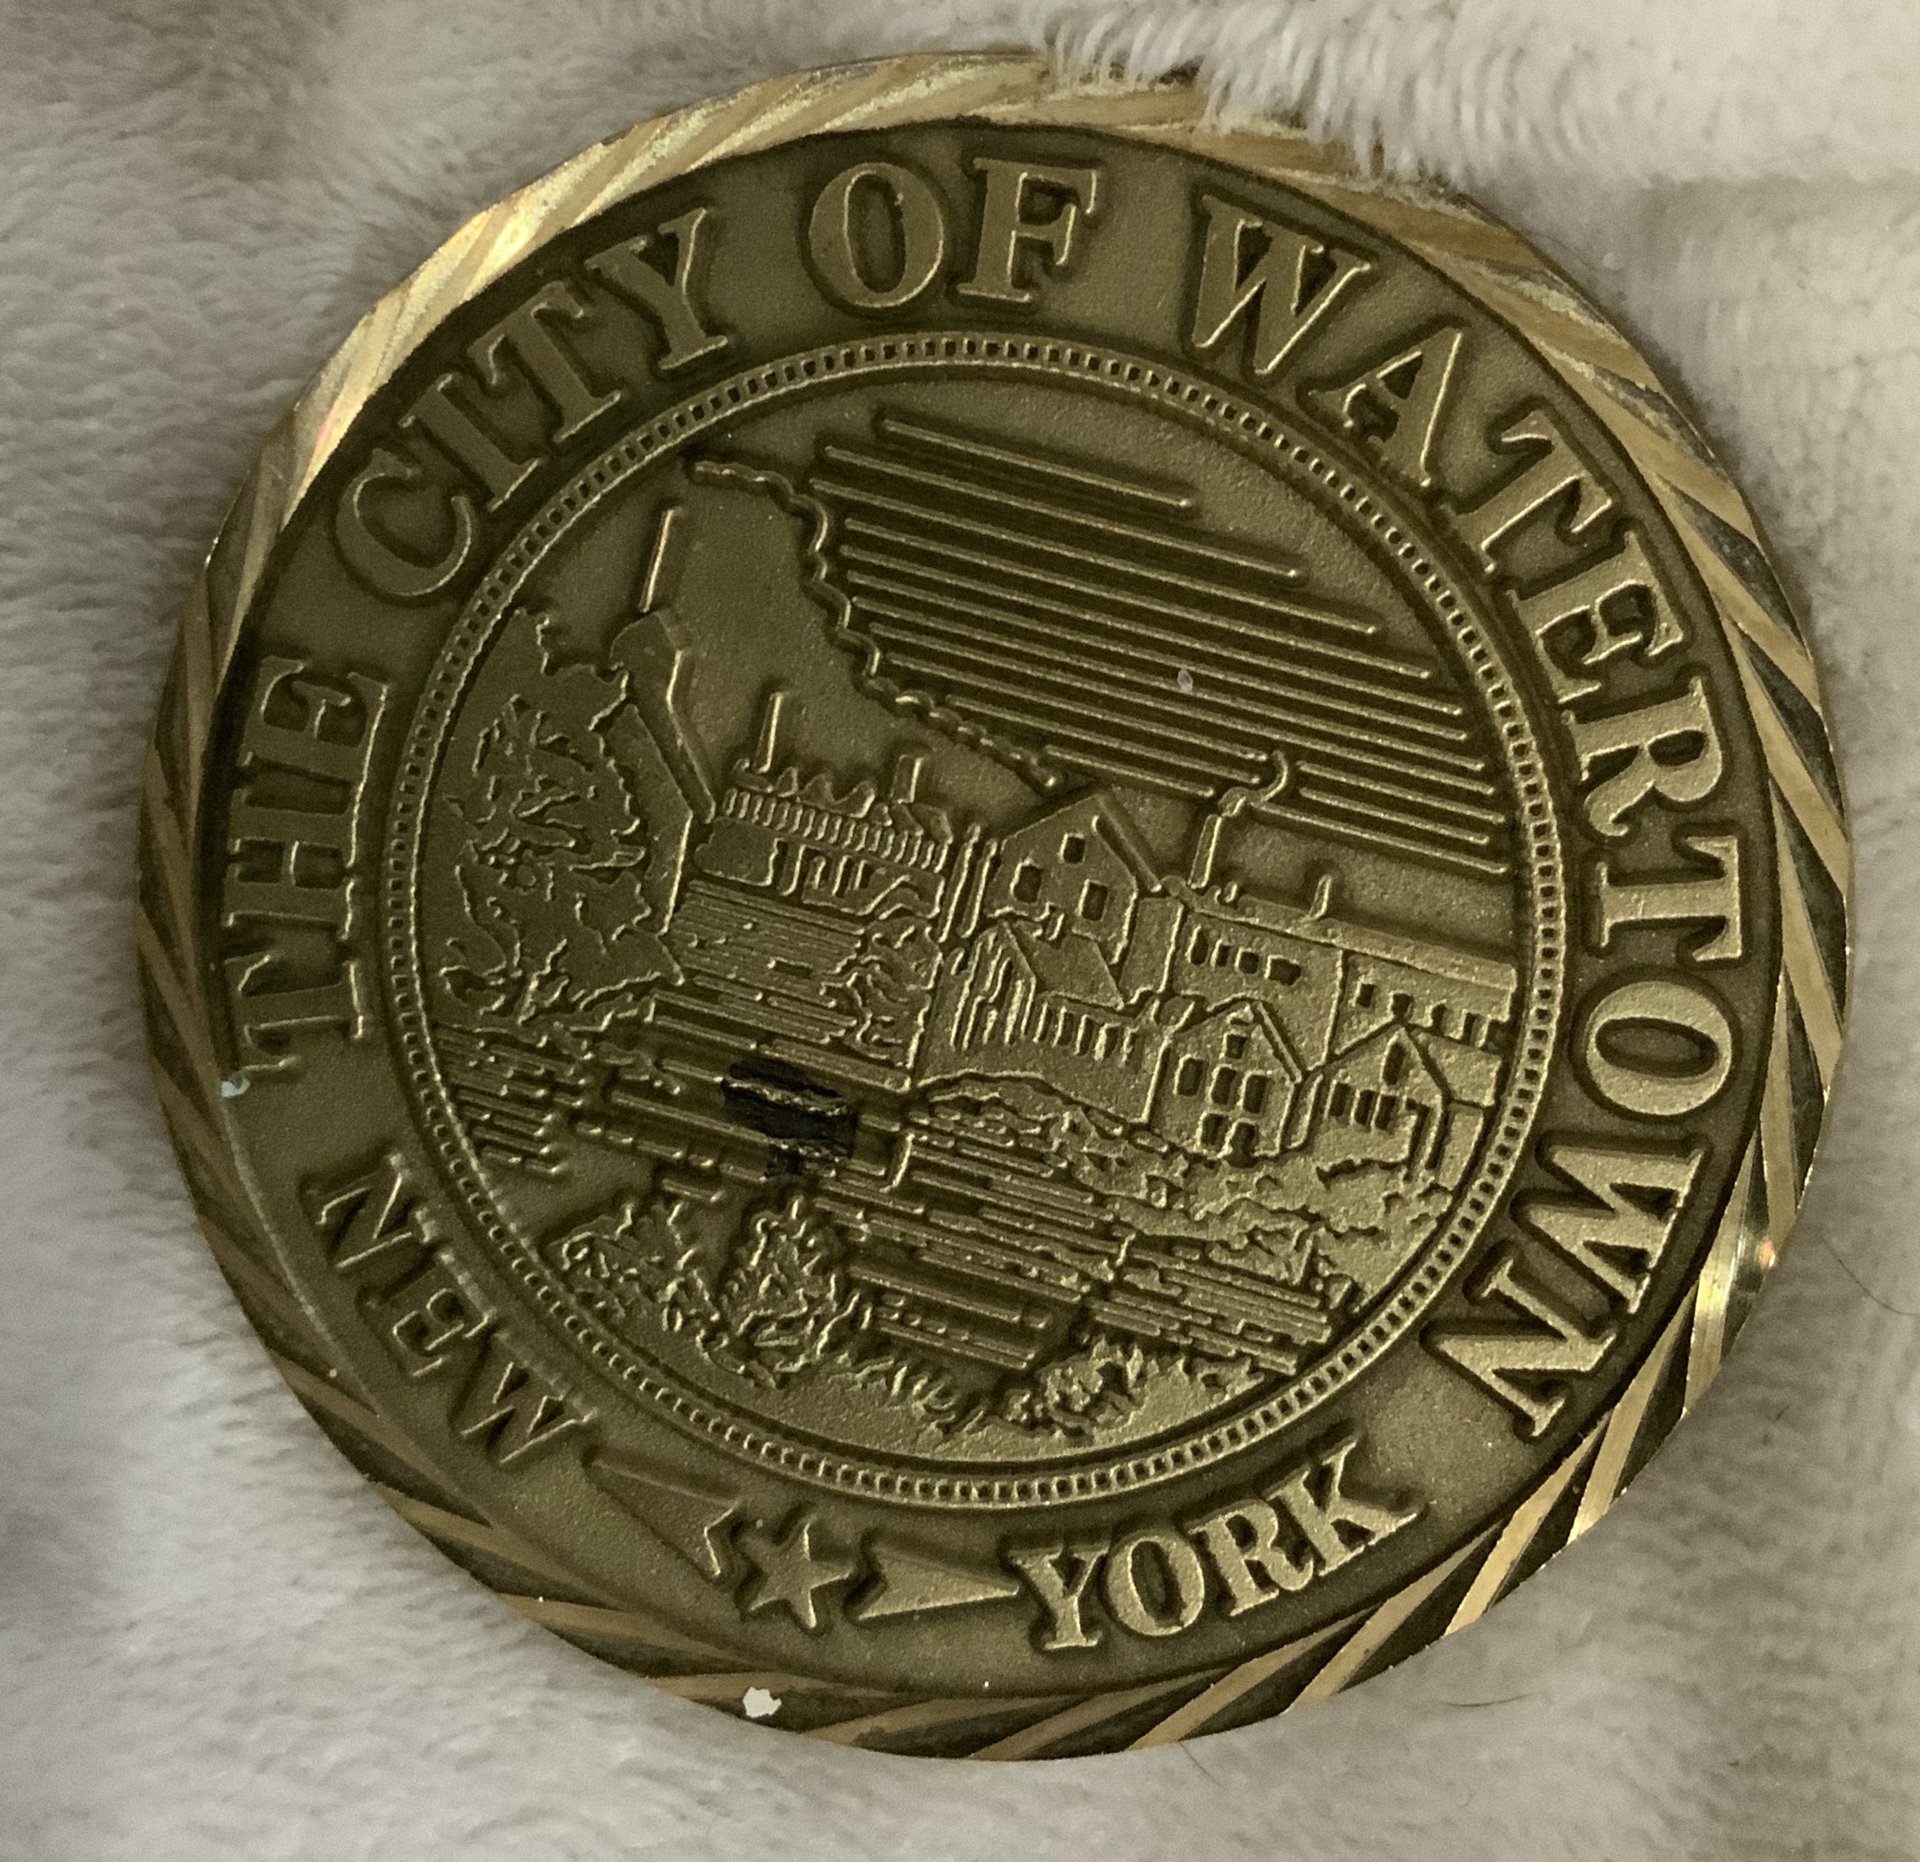 THE CITY OF WATERTOWN
NEW YORK